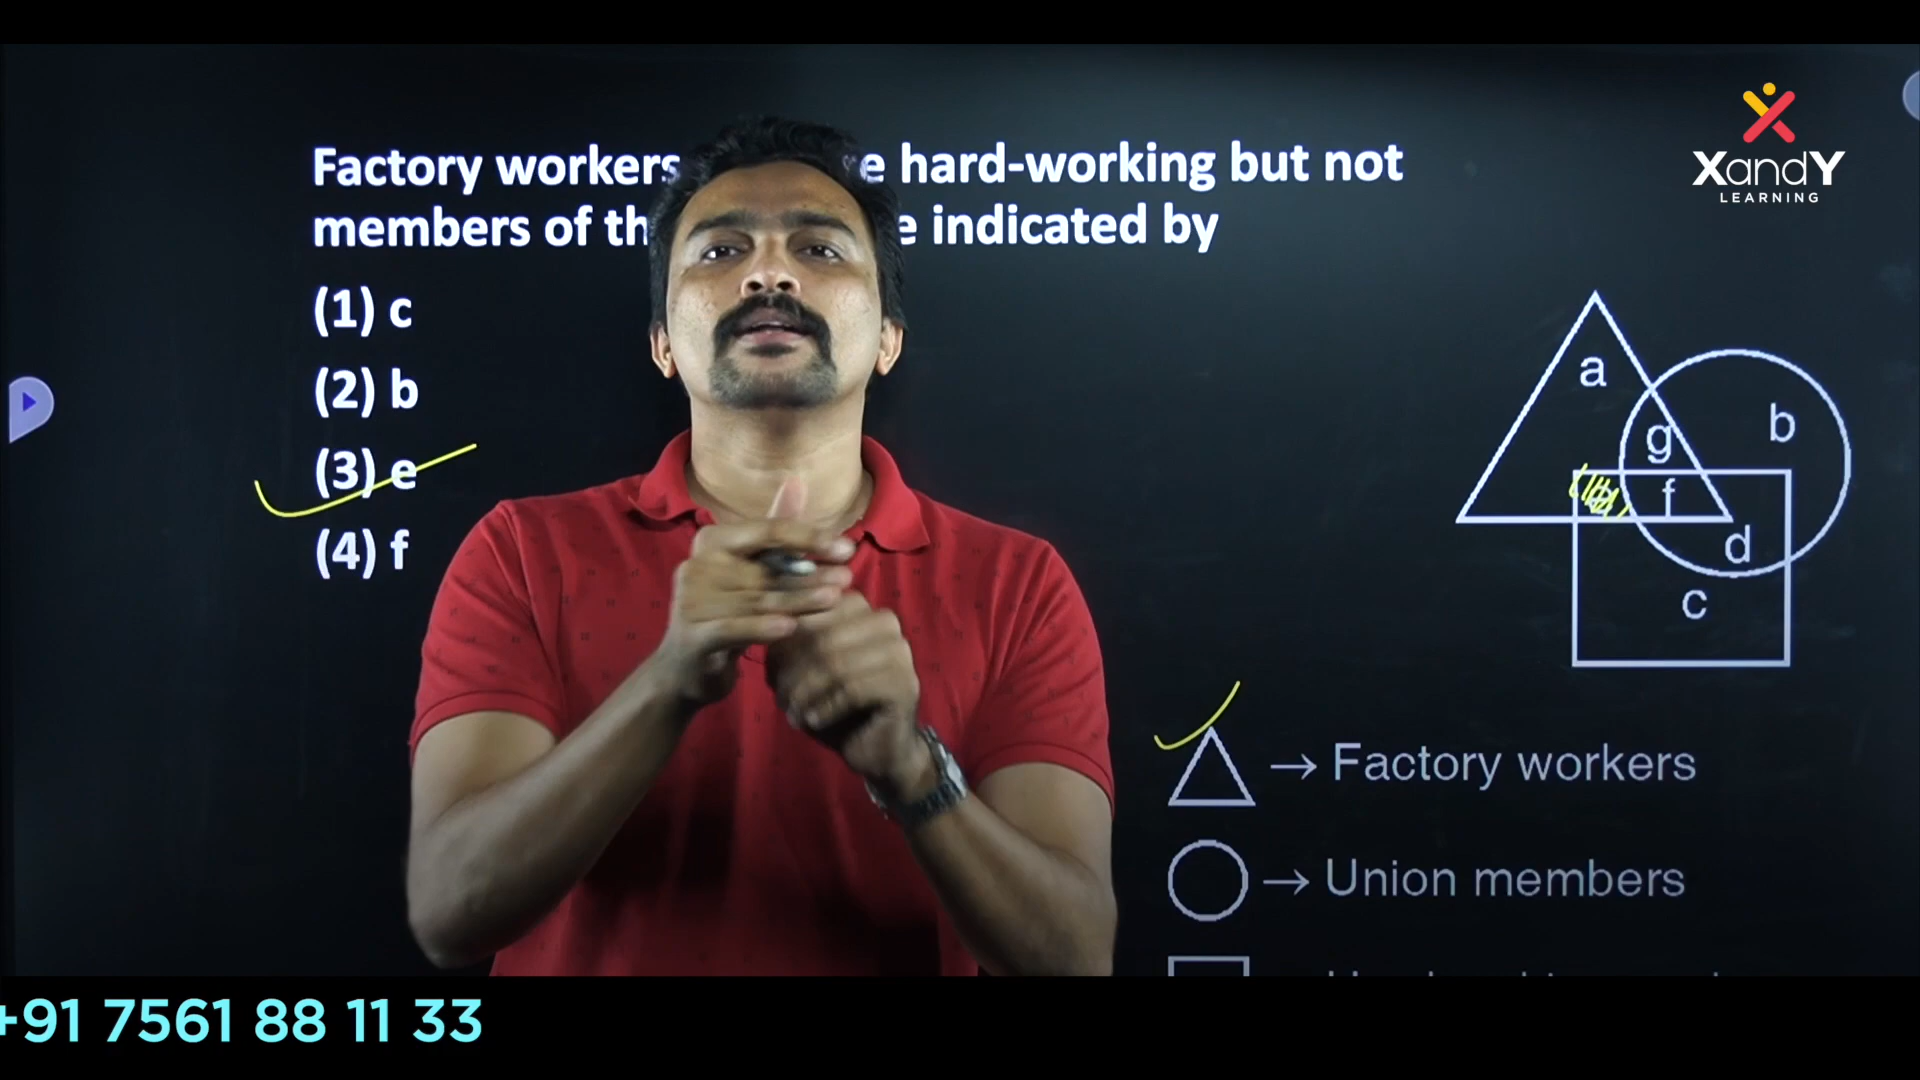 XandY
LEARNING
Factory workers hard-working but not
members of indicated by
(1) c
(2) b
(3) e
(4) f
a
b
g
f
d
c
→ Factory workers
→ Union members
+91 7561 88 11 33